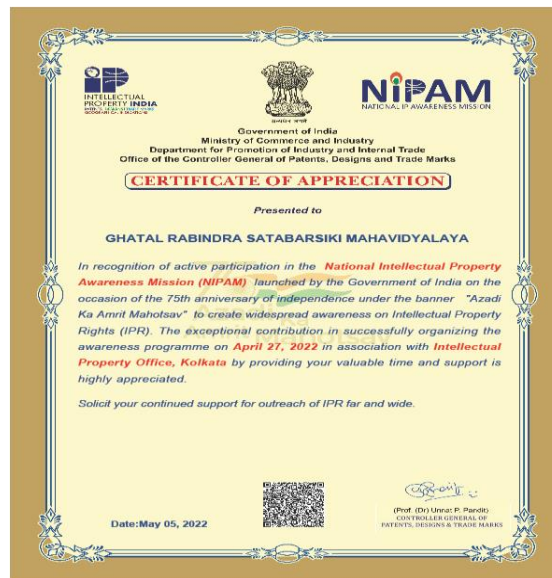 INTELLECTUAL
PROPERTY INDIA
NIPAM
NATIONAL IP AWARENESS MISSION
सत्यमेव जयते
Government of India
Ministry of Commerce and Industry
Department for Promotion of Industry and Internal Trade
Office of the Controller General of Patents, Designs and Trade Marks
CERTIFICATE OF APPRECIATION
Presented to
GHATAL RABINDRA SATABARSIKI MAHAVIDYALAYA
In recognition of active participation in the National Intellectual Property
Awareness Mission (NIPAM) launched by the Government of India on the
occasion of the 75th anniversary of independence under the banner "Azadi
Ka Amrit Mahotsav" to create widespread awareness on Intellectual Property
Rights (IPR). The exceptional contribution in successfully organizing the
awareness programme on April 27, 2022 in association with Intellectual
Property Office, Kolkata by providing your valuable time and support is
highly appreciated.
Solicit your continued support for outreach of IPR far and wide.
Date:May 05, 2022
(Prof. (Dr) Unnat P. Pandit)
CONTROLLER GENERAL OF
PATENTS, DESIGNS & TRADE MARKS